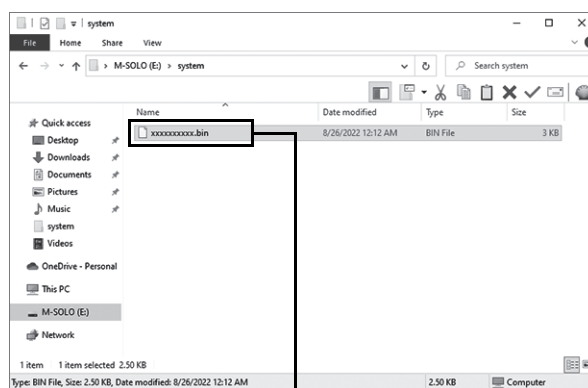 system
File Home Share View
M-SOLO (E:) > system
Search system
Name Date modified Type Size
xxxxxxxxxx.bin 8/26/2022 12:12 AM BIN File 3 KB
Quick access
Desktop
Downloads
Documents
Pictures
Music
system
Videos
OneDrive - Personal
This PC
M-SOLO (E:)
Network
1 item 1 item selected 2.50 KB
Type: BIN File, Size: 2.50 KB, Date modified: 8/26/2022 12:12 AM 2.50 KB Computer